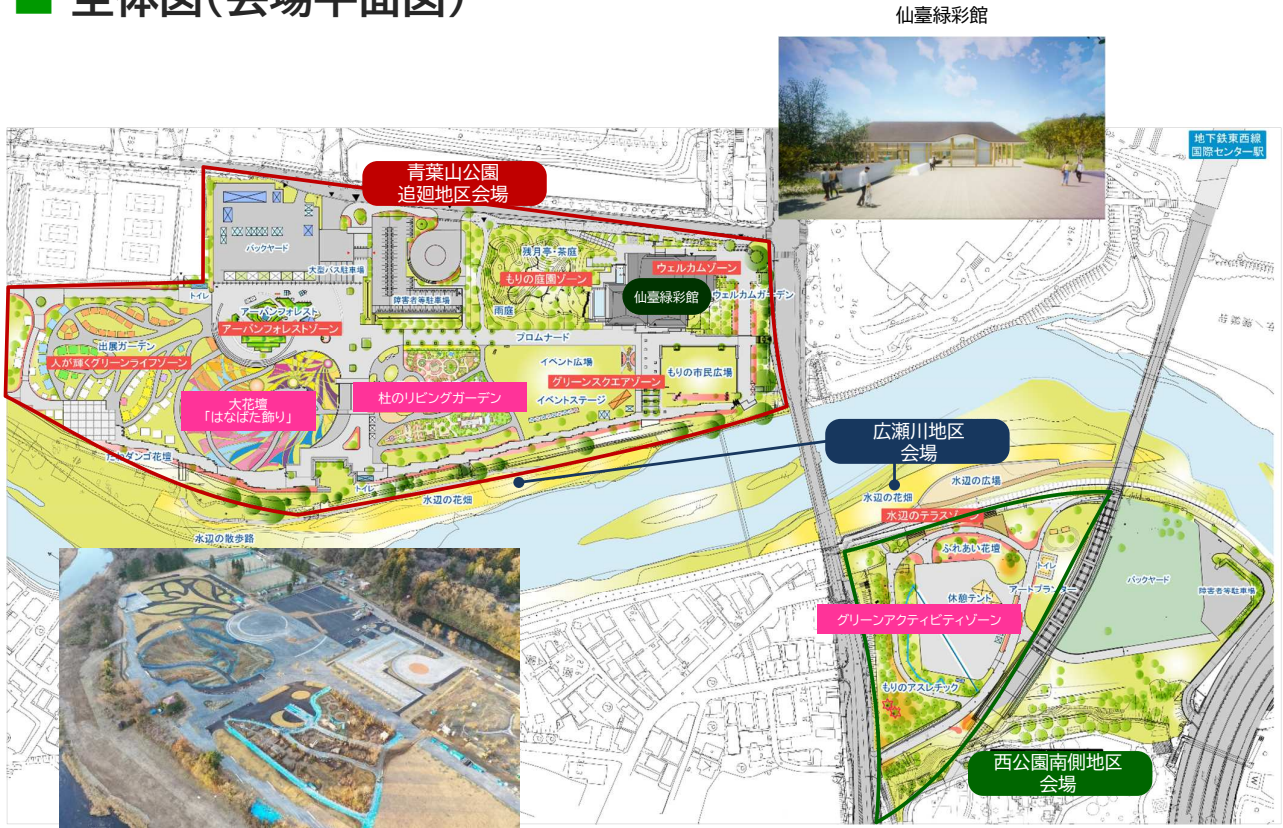 ■ 全体図(会場平面図)
仙臺緑彩館
地下鉄東西線
国際センター駅
青葉山公園
追廻地区会場
バックヤード
大型バス駐車場
トイレ
障害者等駐車場
残月亭・茶庭
もりの庭園ゾーン
雨庭
ウェルカムゾーン
仙臺緑彩館
ウェルカムガーデン
アーバンフォレスト
アーバンフォレストゾーン
プロムナード
出展ガーデン
人が輝くグリーンライフゾーン
大花壇
「はなばた飾り」
杜のリビングガーデン
イベント広場
グリーンスクエアゾーン
イベントステージ
もりの市民広場
トイレ
広瀬川地区
会場
水辺の花畑
水辺の散歩路
水辺の花畑
水辺の広場
水辺のテラスゾーン
ふれあい花壇
トイレ
休憩テント
グリーンアクティビティゾーン
もりのアスレチック
バックヤード
障害者等駐車場
西公園南側地区
会場